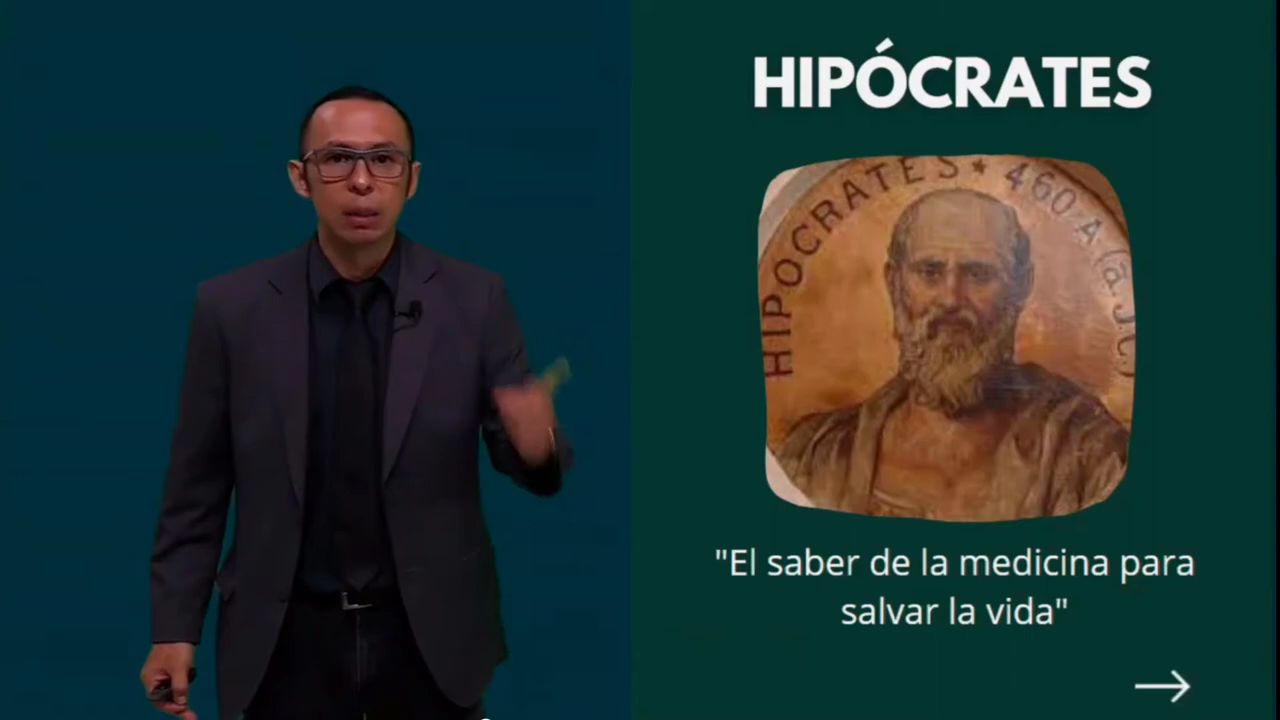 HIPÓCRATES
HIPOCRATES ★ 460 A (a.J.C)
"El saber de la medicina para
salvar la vida"